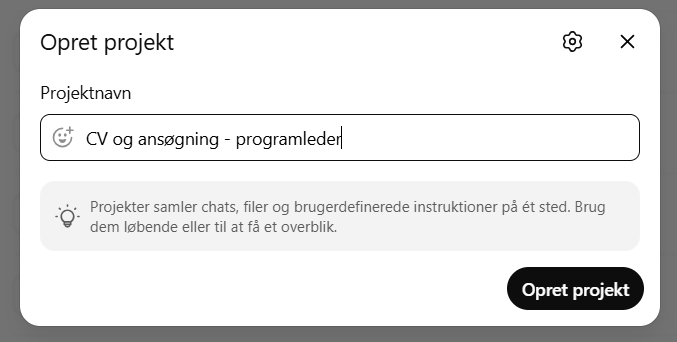 Opret projekt
Projektnavn
CV og ansøgning - programleder
Projekter samler chats, filer og brugerdefinerede instruktioner på ét sted. Brug
dem løbende eller til at få et overblik.
Opret projekt